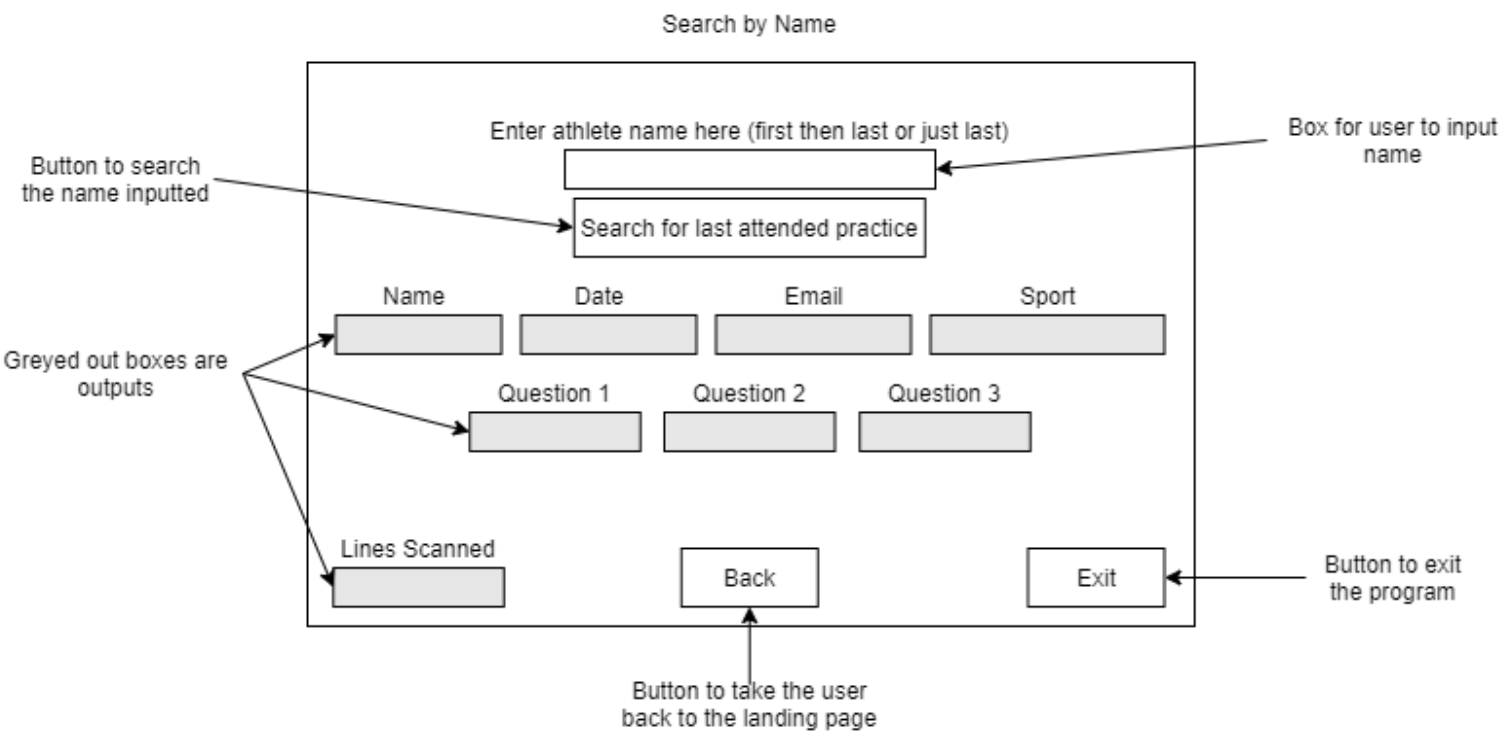 Search by Name
Enter athlete name here (first then last or just last)
Box for user to input
name
Button to search
the name inputted
Search for last attended practice
Name
Date
Email
Sport
Greyed out boxes are
outputs
Question 1
Question 2
Question 3
Lines Scanned
Back
Exit
Button to exit
the program
Button to take the user
back to the landing page